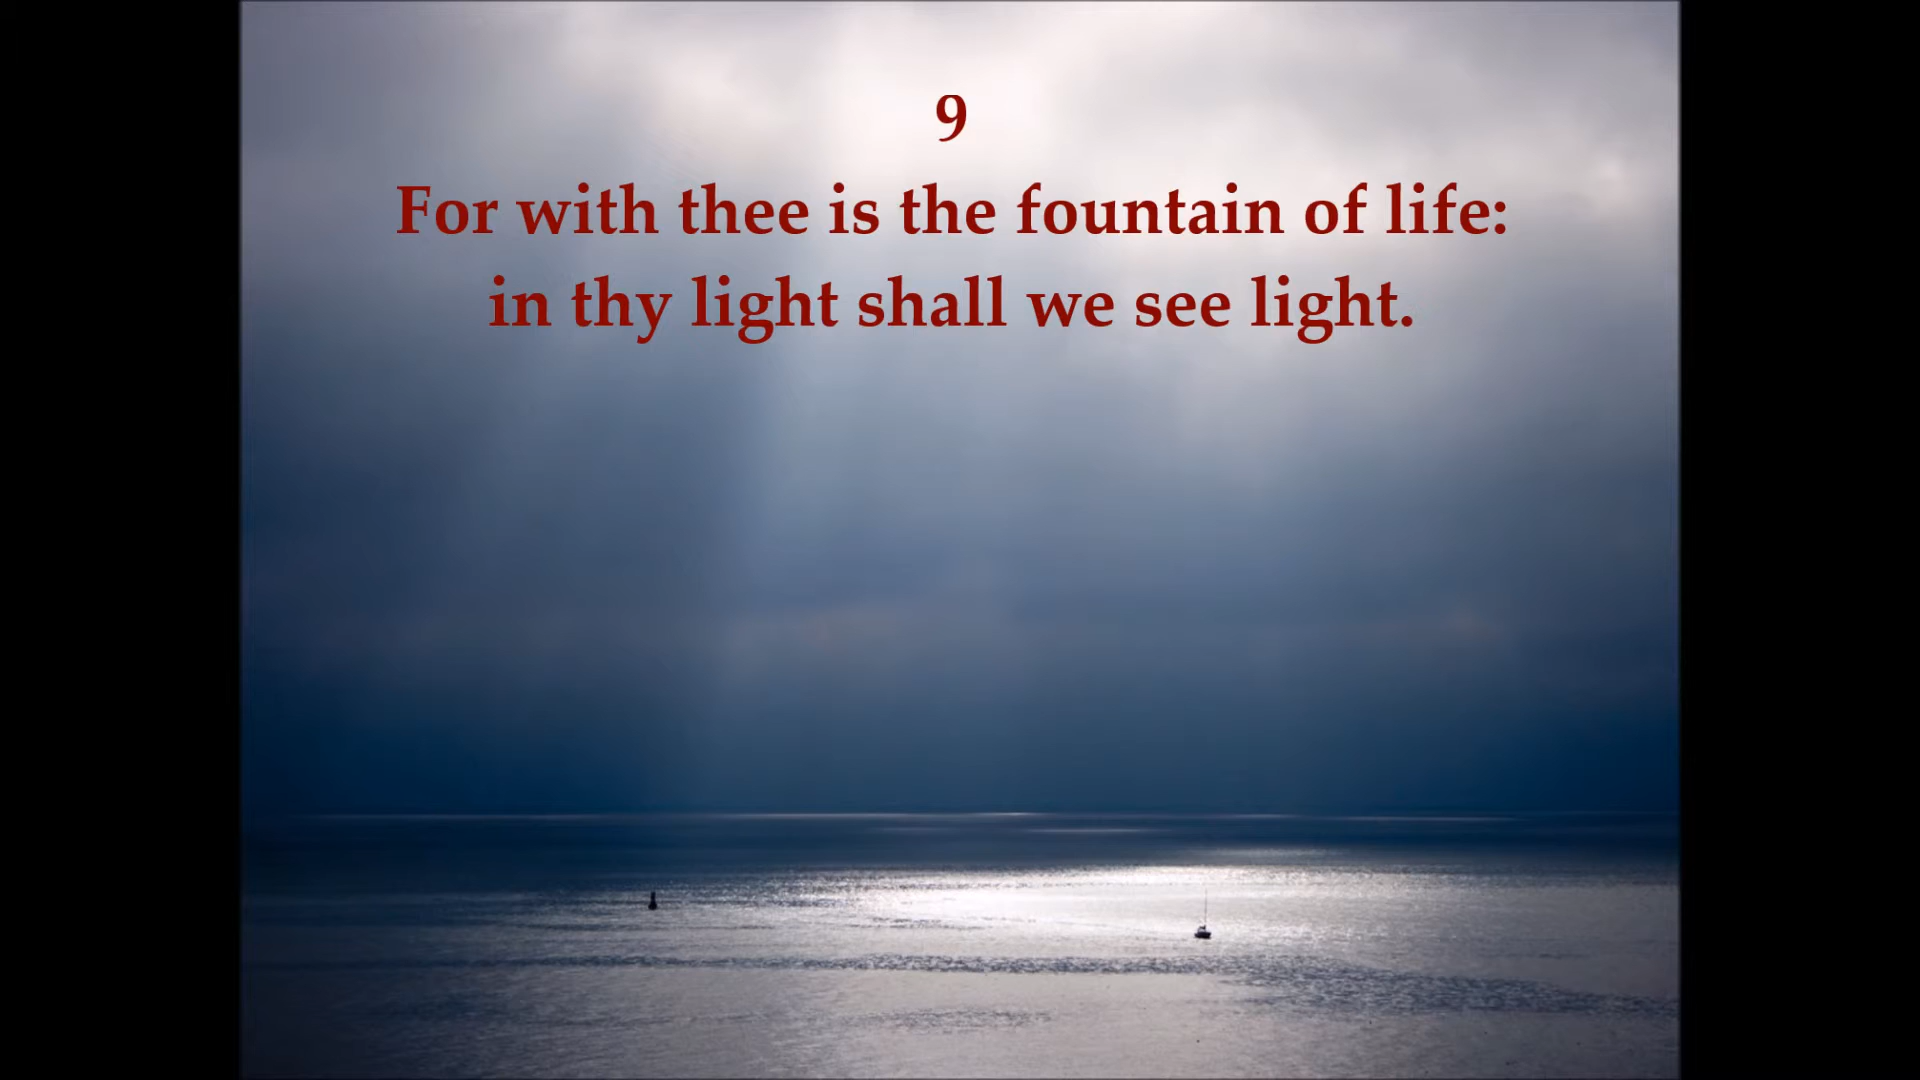 9
For with thee is the fountain of life:
in thy light shall we see light.